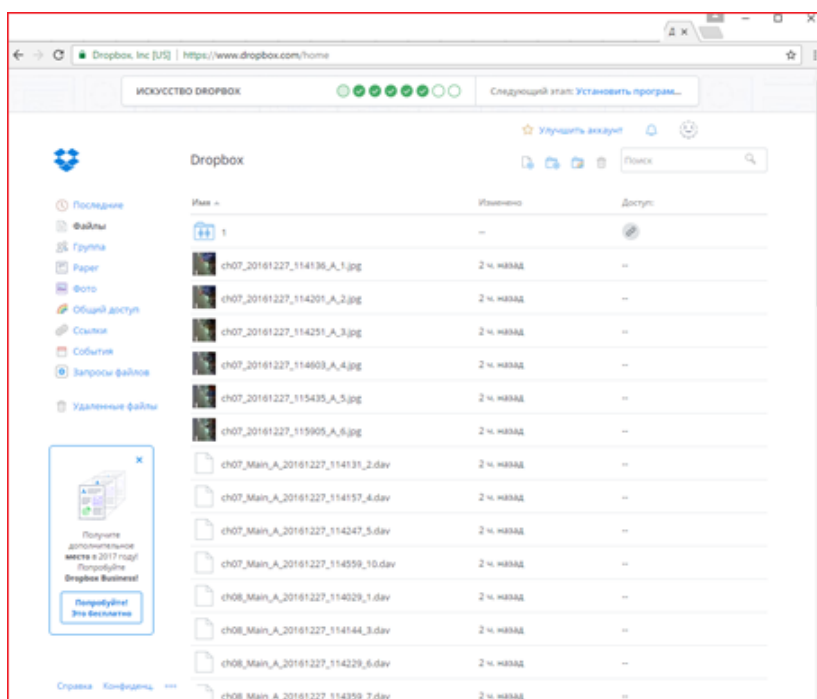 Д
Dropbox, Inc [US] | https://www.dropbox.com/home
ИСКУССТВО DROPBOX
Следующий этап: Установить програм...
Улучшить аккаунт
Dropbox
Поиск
Последние
Файлы
Группа
Paper
Фото
Общий доступ
Ссылки
События
Запросы файлов
Удаленные файлы
Имя
Изменено
Доступ:
1 -- 
ch07_20161227_114136_A_1.jpg 2 ч. назад --
ch07_20161227_114201_A_2.jpg 2 ч. назад --
ch07_20161227_114251_A_3.jpg 2 ч. назад --
ch07_20161227_114603_A_4.jpg 2 ч. назад --
ch07_20161227_115435_A_5.jpg 2 ч. назад --
ch07_20161227_115905_A_6.jpg 2 ч. назад --
ch07_Main_A_20161227_114131_2.dav 2 ч. назад --
ch07_Main_A_20161227_114157_4.dav 2 ч. назад --
ch07_Main_A_20161227_114247_5.dav 2 ч. назад --
ch07_Main_A_20161227_114559_10.dav 2 ч. назад --
ch08_Main_A_20161227_114029_1.dav 2 ч. назад --
ch08_Main_A_20161227_114144_3.dav 2 ч. назад --
ch08_Main_A_20161227_114229_6.dav 2 ч. назад --
ch08_Main_A_20161227_114359_7.dav 2 ч. назад --
Получите
дополнительное
место в 2017 году!
Попробуйте
Dropbox Business!
Попробуйте!
Это бесплатно
Справка Конфиденц. •••